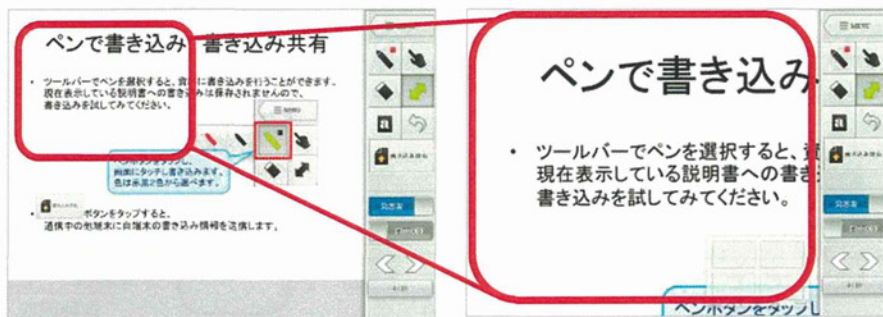 ペンで書き込み 書き込み共有
・ ツールバーでペンを選択すると、資 に書き込みを行うことができます。
現在表示している説明書への書き込みは保存されませんので、
書き込みを試してみてください。
MENU
ペンボタンをタップし、
画面にタッチし書き込みます。
色は赤黒2色から選べます。
・ ボタンをタップすると、
通信中の他端末に自端末の書き込み情報を送信します。
a
発言者
ペンで書き込み
・ ツールバーでペンを選択すると、資
現在表示している説明書への書き
書き込みを試してみてください。
ペンボタンをタップし
MENU
a
発言者